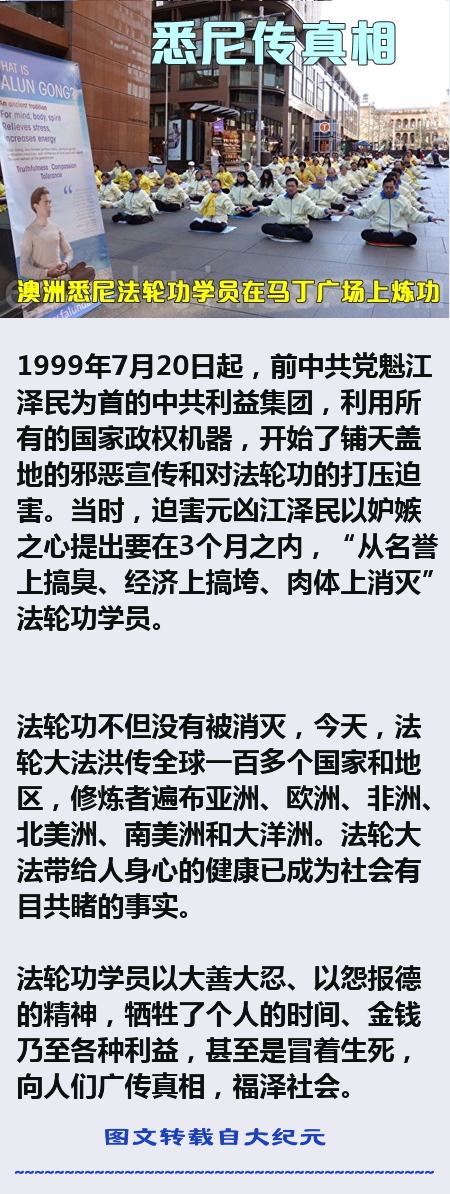 悉尼传真相
WHAT IS
FALUN GONG?
An ancient tradition
For mind, body, spirit
Relieves stress,
increases energy
Truthfulness Compassion
Tolerance
澳洲悉尼法轮功学员在马丁广场上炼功
1999年7月20日起，前中共党魁江
泽民为首的中共利益集团，利用所
有的国家政权机器，开始了铺天盖
地的邪恶宣传和对法轮功的打压迫
害。当时，迫害元凶江泽民以妒嫉
之心提出要在3个月之内，“从名誉
上搞臭、经济上搞垮、肉体上消灭”
法轮功学员。
法轮功不但没有被消灭，今天，法
轮大法洪传全球一百多个国家和地
区，修炼者遍布亚洲、欧洲、非洲、
北美洲、南美洲和大洋洲。法轮大
法带给人身心的健康已成为社会有
目共睹的事实。
法轮功学员以大善大忍、以怨报德
的精神，牺牲了个人的时间、金钱
乃至各种利益，甚至是冒着生死，
向人们广传真相，福泽社会。
图文转载自大纪元